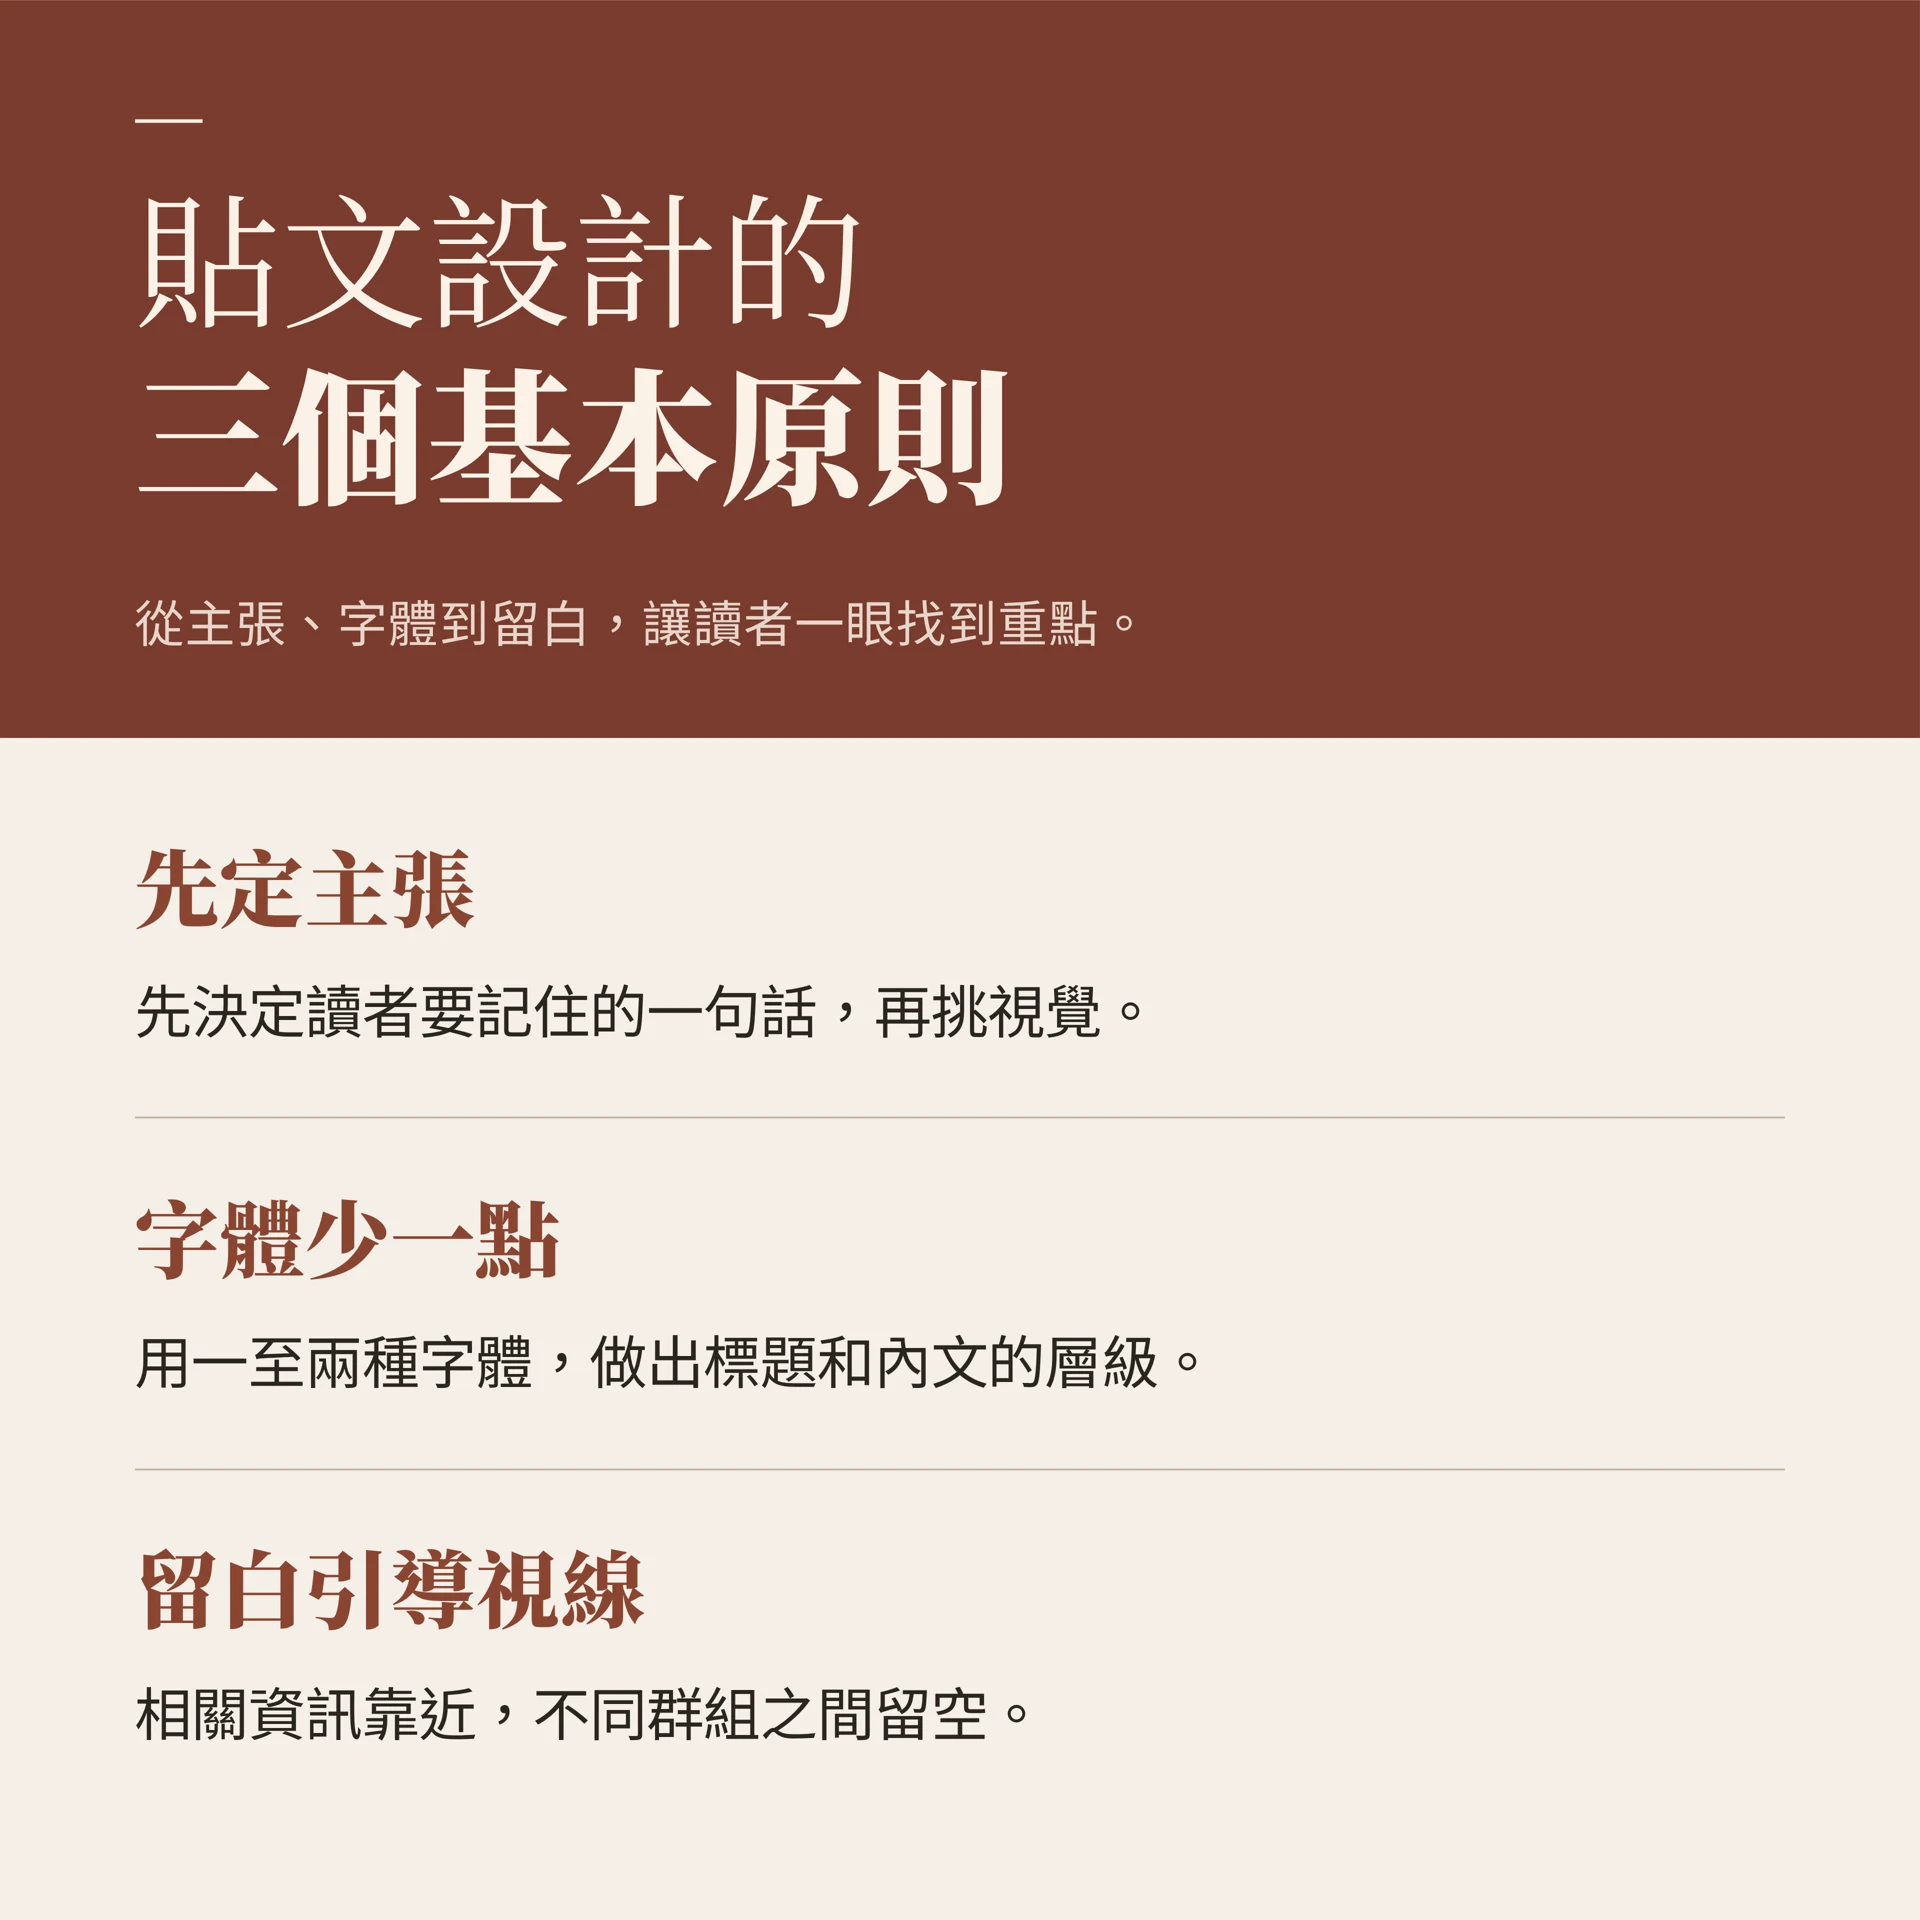 貼文設計的
三個基本原則
從主張、字體到留白，讓讀者一眼找到重點。
先定主張
先決定讀者要記住的一句話，再挑視覺。
字體少一點
用一至兩種字體，做出標題和內文的層級。
留白引導視線
相關資訊靠近，不同群組之間留空。